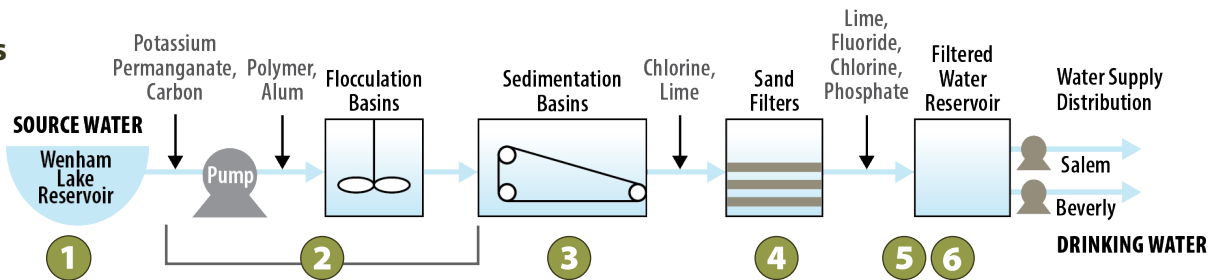 s
Potassium
Permanganate,
Carbon
Polymer,
Alum
Flocculation
Basins
Sedimentation
Basins
Chlorine,
Lime
Sand
Filters
Lime,
Fluoride,
Chlorine,
Phosphate
Filtered
Water
Reservoir
Water Supply
Distribution
SOURCE WATER
Wenham
Lake
Reservoir
Pump
Salem
Beverly
DRINKING WATER
1
2
3
4
5
6